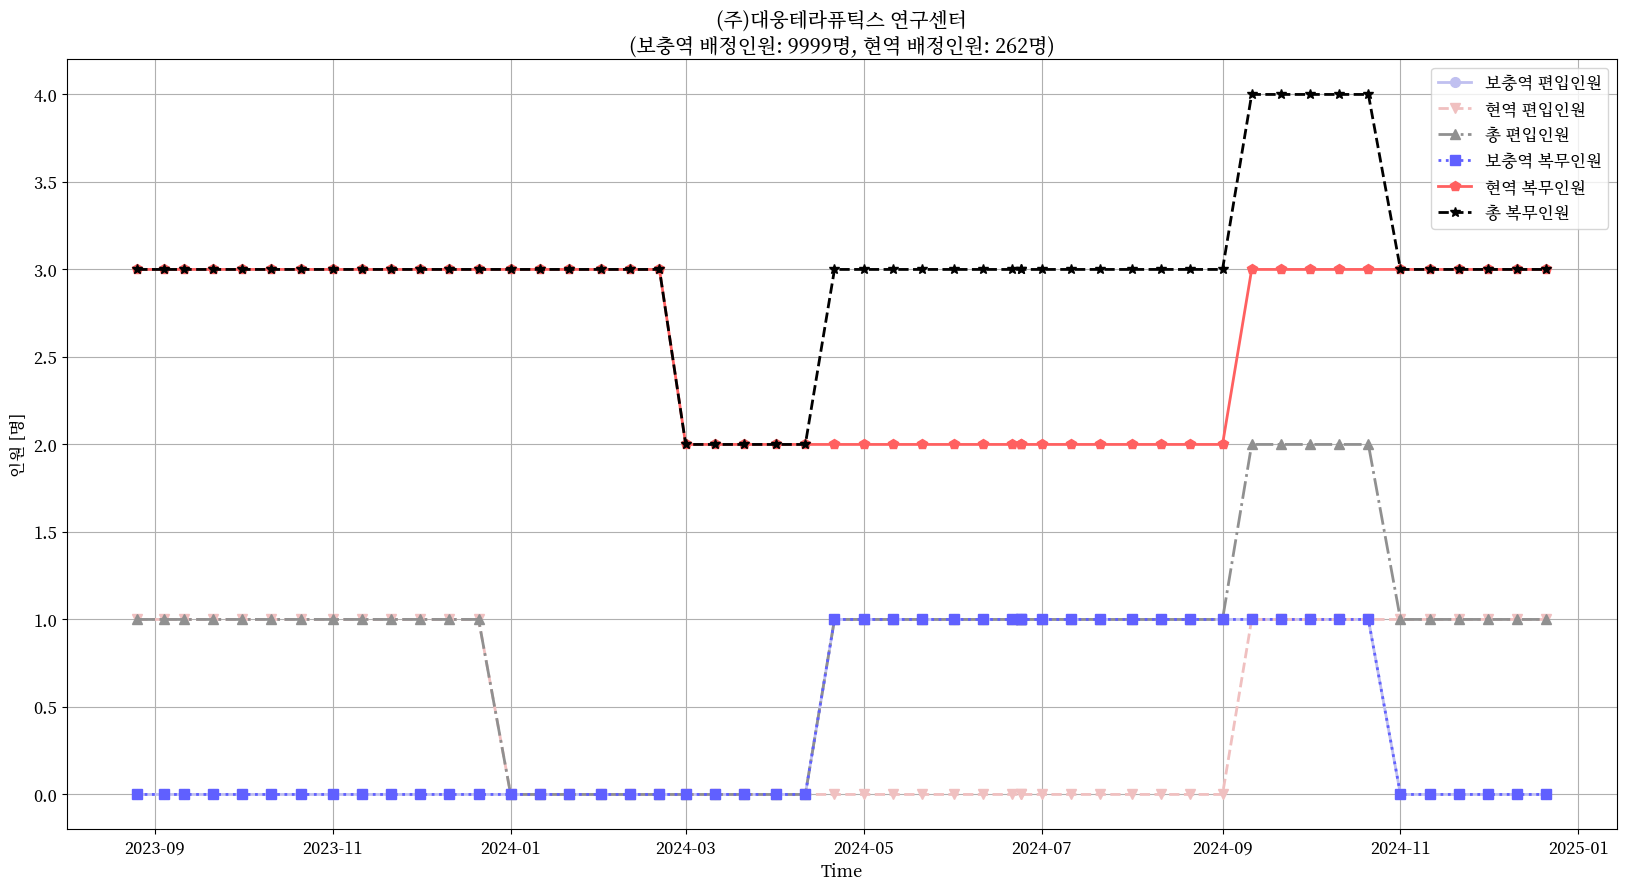 (주)대웅테라퓨틱스 연구센터
(보충역 배정인원: 9999명, 현역 배정인원: 262명)
보충역 편입인원
현역 편입인원
총 편입인원
보충역 복무인원
현역 복무인원
총 복무인원
인원 [명]
4.0
3.5
3.0
2.5
2.0
1.5
1.0
0.5
0.0
2023-09
2023-11
2024-01
2024-03
2024-05
2024-07
2024-09
2024-11
2025-01
Time